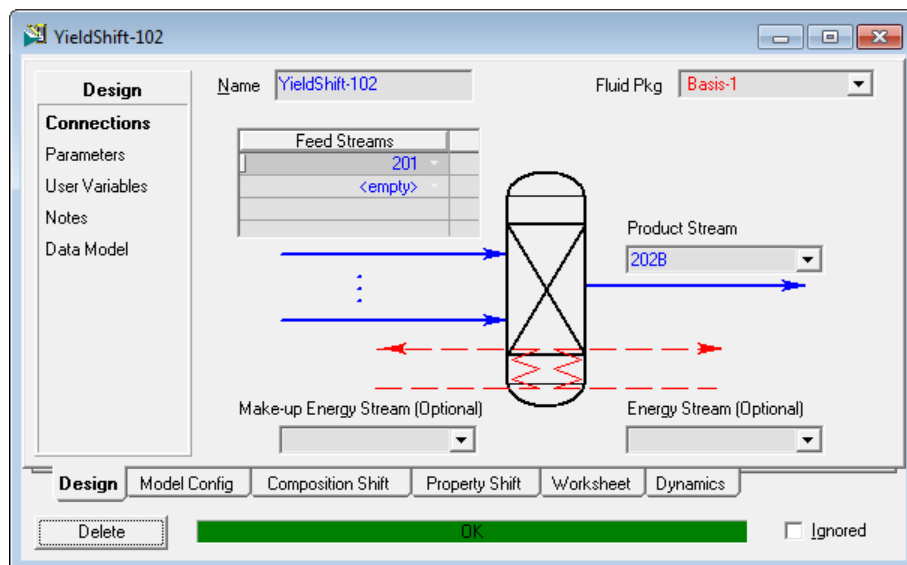 YieldShift-102
Design
Connections
Parameters
User Variables
Notes
Data Model
Name YieldShift-102
Fluid Pkg Basis-1
Feed Streams
201
<empty>
Product Stream
202B
Make-up Energy Stream (Optional)
Energy Stream (Optional)
Design Model Config Composition Shift Property Shift Worksheet Dynamics
Delete OK Ignored